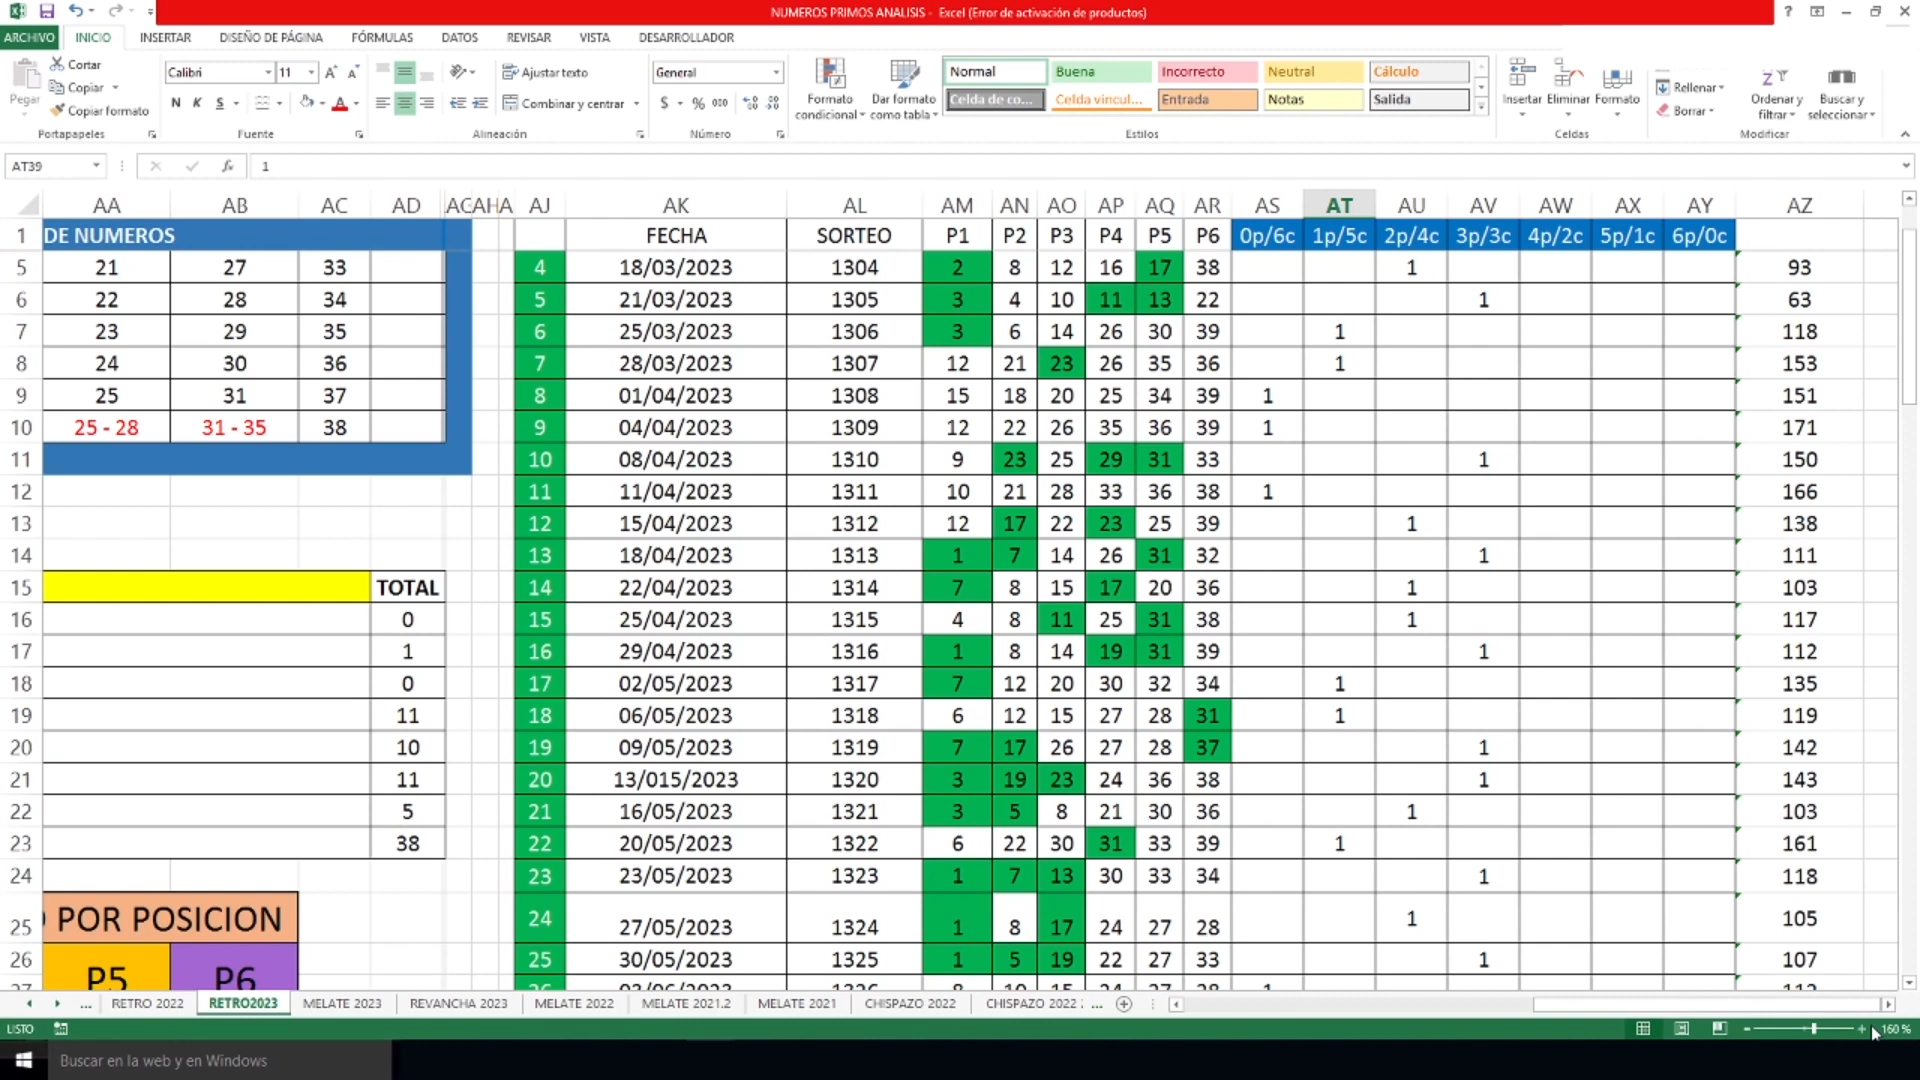 NUMEROS PRIMOS ANALISIS - Excel (Error de activación de productos)
ARCHIVO INICIO INSERTAR DISEÑO DE PÁGINA FÓRMULAS DATOS REVISAR VISTA DESARROLLADOR
Pegar Cortar Copiar Copiar formato
Calibri 11 N K S
Ajustar texto Combinar y centrar
General $ % 000
Formato condicional Dar formato como tabla
Normal Buena Incorrecto Neutral Cálculo
Celda de co... Celda vincul... Entrada Notas Salida
Insertar Eliminar Formato
Rellenar Borrar
Ordenar y filtrar Buscar y seleccionar
Portapapeles Fuente Alineación Número Estilos Celdas Modificar
AT39 fx 1
AA AB AC AD AJ AK AL AM AN AO AP AQ AR AS AT AU AV AW AX AY AZ
1 DE NUMEROS FECHA SORTEO P1 P2 P3 P4 P5 P6 0p/6c 1p/5c 2p/4c 3p/3c 4p/2c 5p/1c 6p/0c
5 21 27 33 4 18/03/2023 1304 2 8 12 16 17 38 1 93
6 22 28 34 5 21/03/2023 1305 3 4 10 11 13 22 1 63
7 23 29 35 6 25/03/2023 1306 3 6 14 26 30 39 1 118
8 24 30 36 7 28/03/2023 1307 12 21 23 26 35 36 1 153
9 25 31 37 8 01/04/2023 1308 15 18 20 25 34 39 1 151
10 25 - 28 31 - 35 38 9 04/04/2023 1309 12 22 26 35 36 39 1 171
11 10 08/04/2023 1310 9 23 25 29 31 33 1 150
12 11 11/04/2023 1311 10 21 28 33 36 38 1 166
13 12 15/04/2023 1312 12 17 22 23 25 39 1 138
14 13 18/04/2023 1313 1 7 14 26 31 32 1 111
15 TOTAL 14 22/04/2023 1314 7 8 15 17 20 36 1 103
16 0 15 25/04/2023 1315 4 8 11 25 31 38 1 117
17 1 16 29/04/2023 1316 1 8 14 19 31 39 1 112
18 0 17 02/05/2023 1317 7 12 20 30 32 34 1 135
19 11 18 06/05/2023 1318 6 12 15 27 28 31 1 119
20 10 19 09/05/2023 1319 7 17 26 27 28 37 1 142
21 11 20 13/015/2023 1320 3 19 23 24 36 38 1 143
22 5 21 16/05/2023 1321 3 5 8 21 30 36 1 103
23 38 22 20/05/2023 1322 6 22 30 31 33 39 1 161
24 23 23/05/2023 1323 1 7 13 30 33 34 1 118
25 POR POSICION 24 27/05/2023 1324 1 8 17 24 27 28 1 105
26 P5 P6 25 30/05/2023 1325 1 5 19 22 27 33 1 107
... RETRO 2022 RETRO2023 MELATE 2023 REVANCHA 2023 MELATE 2022 MELATE 2021.2 MELATE 2021 CHISPAZO 2022 CHISPAZO 2022 ...
LISTO 160 %
Buscar en la web y en Windows